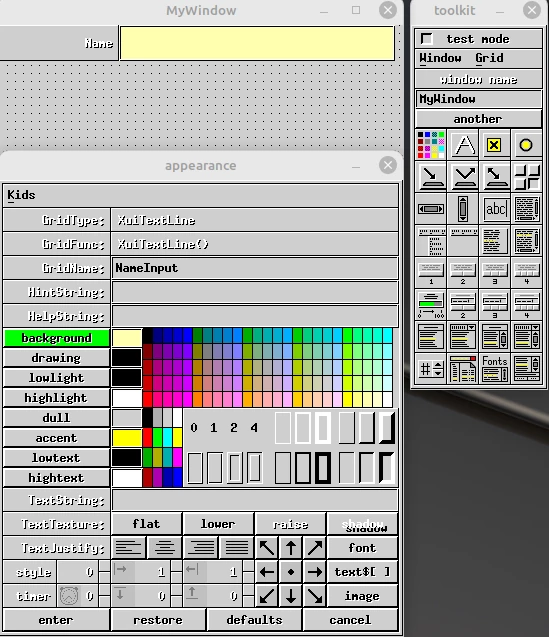 MyWindow
Name
appearance
Kids
GridType: XuiTextLine
GridFunc: XuiTextLine()
GridName: NameInput
HintString:
HelpString:
background
drawing
lowlight
highlight
dull
accent
lowtext
hightext
0 1 2 4
TextString:
TextTexture: flat lower raise shadow
TextJustify: font
style 0 1 1 text$[ ]
timer 0 0 0 image
enter restore defaults cancel
toolkit
test mode
Window Grid
window name
MyWindow
another
A
abc
1 2 3 4
0 → 100 2 3 4
# Fonts